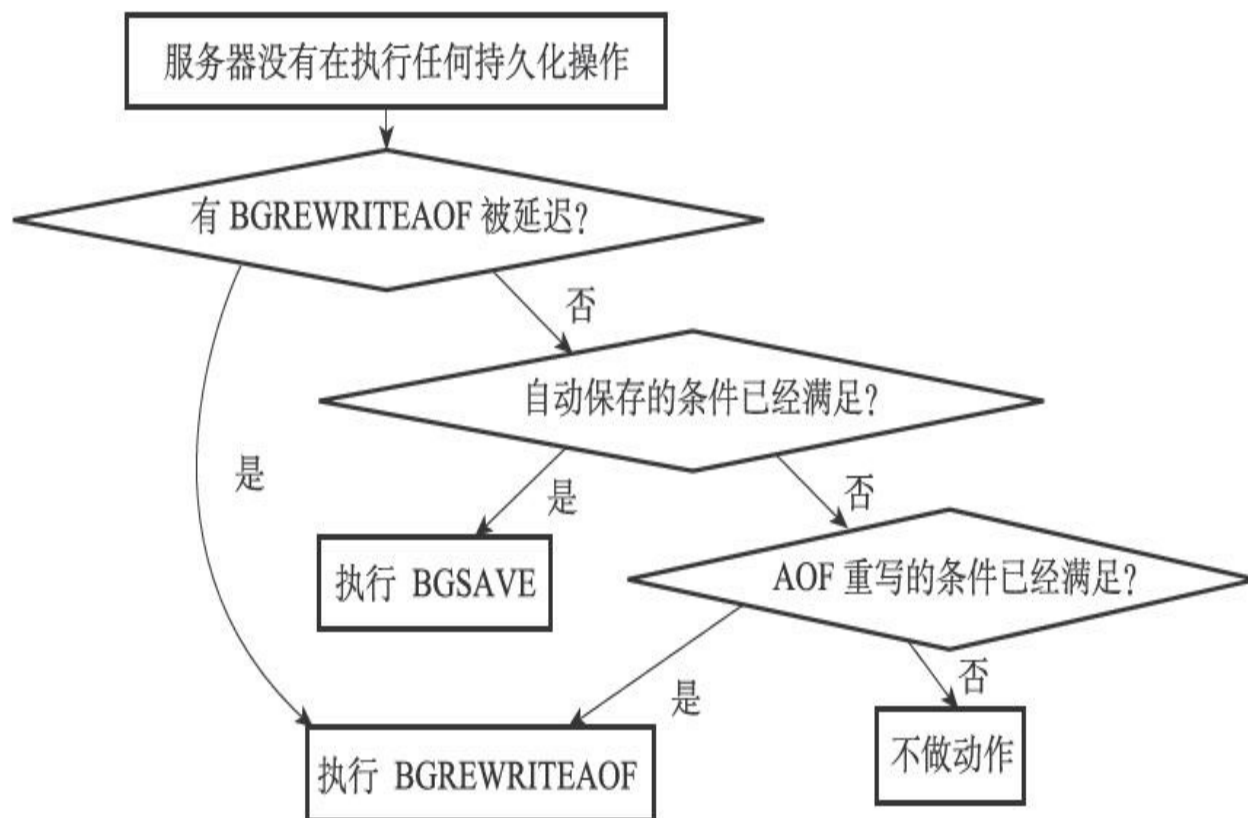 服务器没有在执行任何持久化操作
有 BGREWRITEAOF 被延迟?
否
自动保存的条件已经满足?
是
是
否
执行 BGSAVE
AOF 重写的条件已经满足?
是
否
执行 BGREWRITEAOF
不做动作